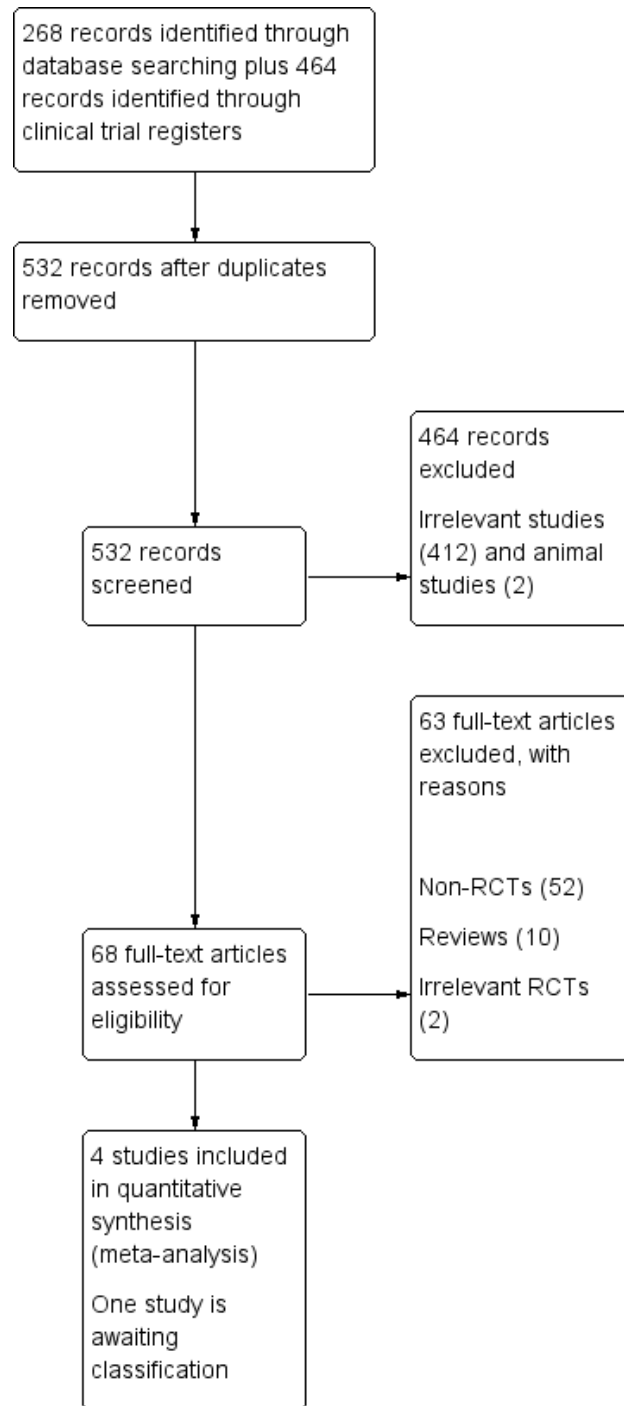 268 records identified through
database searching plus 464
records identified through
clinical trial registers
532 records after duplicates
removed
464 records
excluded
Irrelevant studies
(412) and animal
studies (2)
532 records
screened
63 full-text articles
excluded, with
reasons
Non-RCTs (52)
Reviews (10)
Irrelevant RCTs
(2)
68 full-text articles
assessed for
eligibility
4 studies included
in quantitative
synthesis
(meta-analysis)
One study is
awaiting
classification